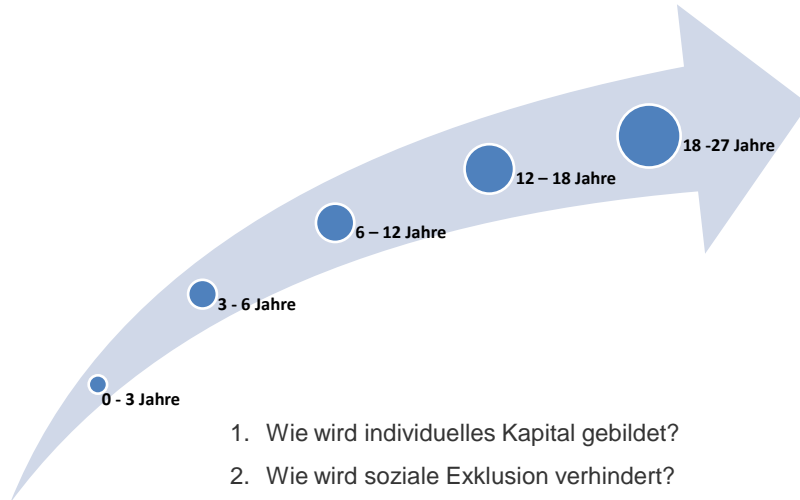 18 -27 Jahre
12 – 18 Jahre
6 – 12 Jahre
3 - 6 Jahre
0 - 3 Jahre
1. Wie wird individuelles Kapital gebildet?
2. Wie wird soziale Exklusion verhindert?